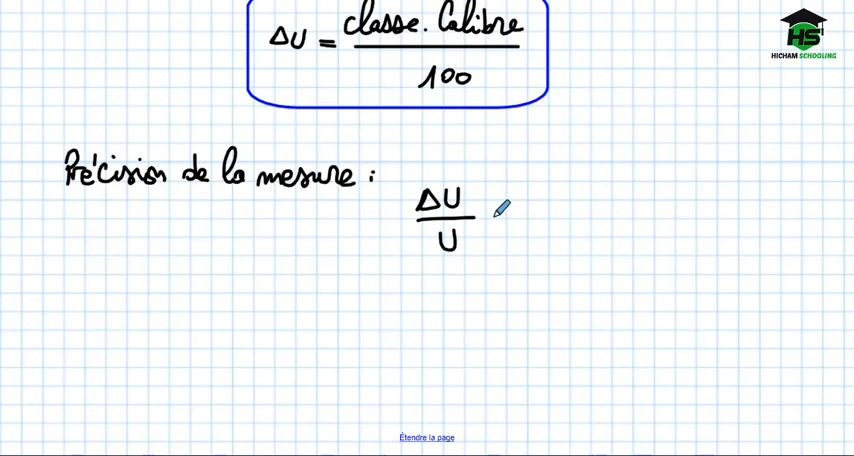 ΔU = classe. Calibre
100
HS
HICHAM SCHOOLING
Précision de la mesure :
ΔU
U
Étendre la page